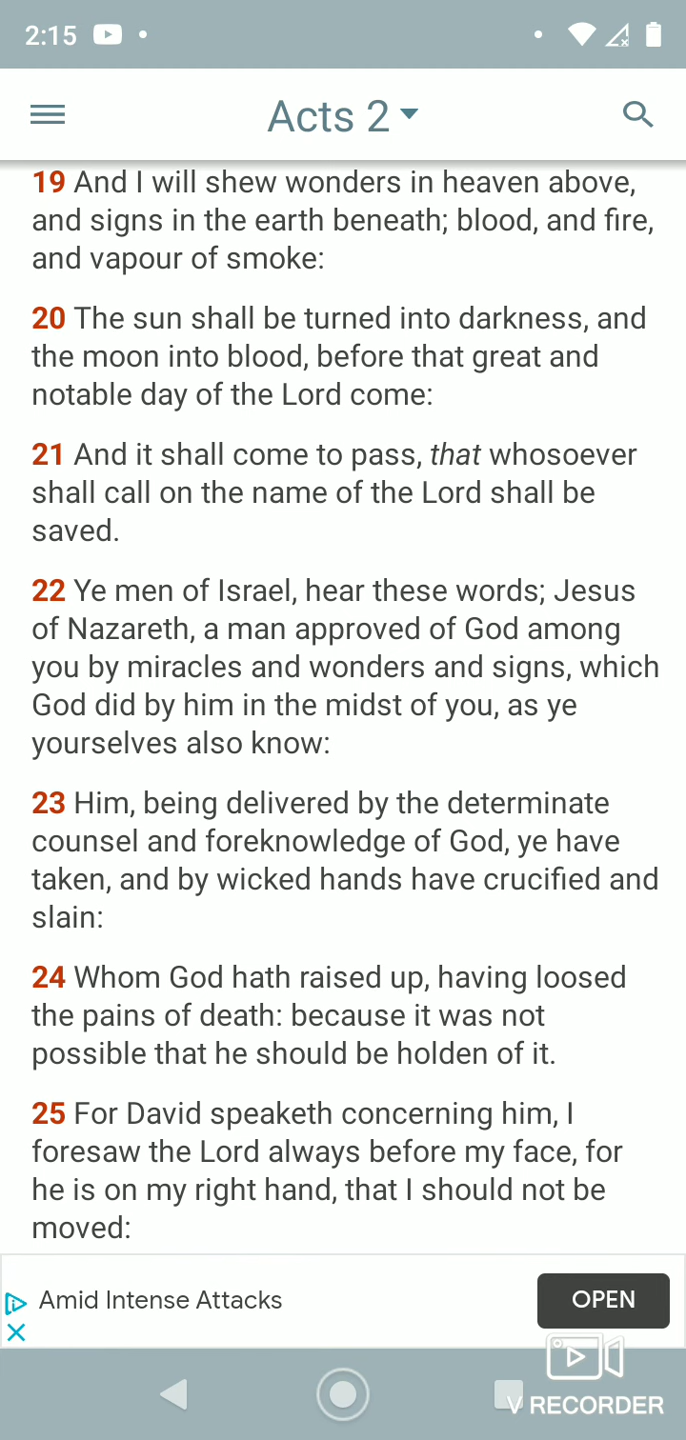 2:15
Acts 2
19 And I will shew wonders in heaven above,
and signs in the earth beneath; blood, and fire,
and vapour of smoke:
20 The sun shall be turned into darkness, and
the moon into blood, before that great and
notable day of the Lord come:
21 And it shall come to pass, that whosoever
shall call on the name of the Lord shall be
saved.
22 Ye men of Israel, hear these words; Jesus
of Nazareth, a man approved of God among
you by miracles and wonders and signs, which
God did by him in the midst of you, as ye
yourselves also know:
23 Him, being delivered by the determinate
counsel and foreknowledge of God, ye have
taken, and by wicked hands have crucified and
slain:
24 Whom God hath raised up, having loosed
the pains of death: because it was not
possible that he should be holden of it.
25 For David speaketh concerning him, I
foresaw the Lord always before my face, for
he is on my right hand, that I should not be
moved:
Amid Intense Attacks
OPEN
V RECORDER